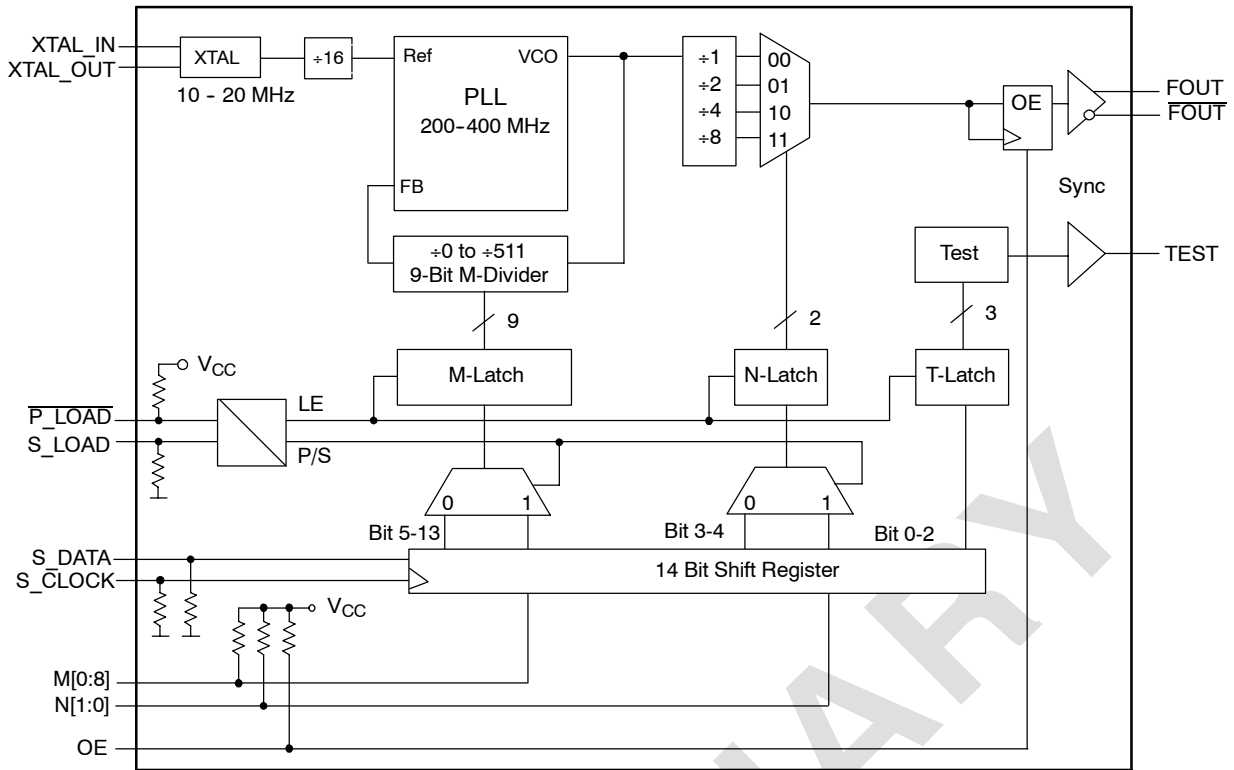 XTAL_IN
XTAL_OUT
XTAL
10 - 20 MHz
÷16
Ref
VCO
PLL
200-400 MHz
FB
÷0 to ÷511
9-Bit M-Divider
÷1
÷2
÷4
÷8
00
01
10
11
OE
FOUT
FOUT
Sync
Test
TEST
9
2
3
M-Latch
N-Latch
T-Latch
VCC
P_LOAD
S_LOAD
LE
P/S
0 1
0 1
Bit 5-13
Bit 3-4
Bit 0-2
S_DATA
S_CLOCK
14 Bit Shift Register
VCC
M[0:8]
N[1:0]
OE